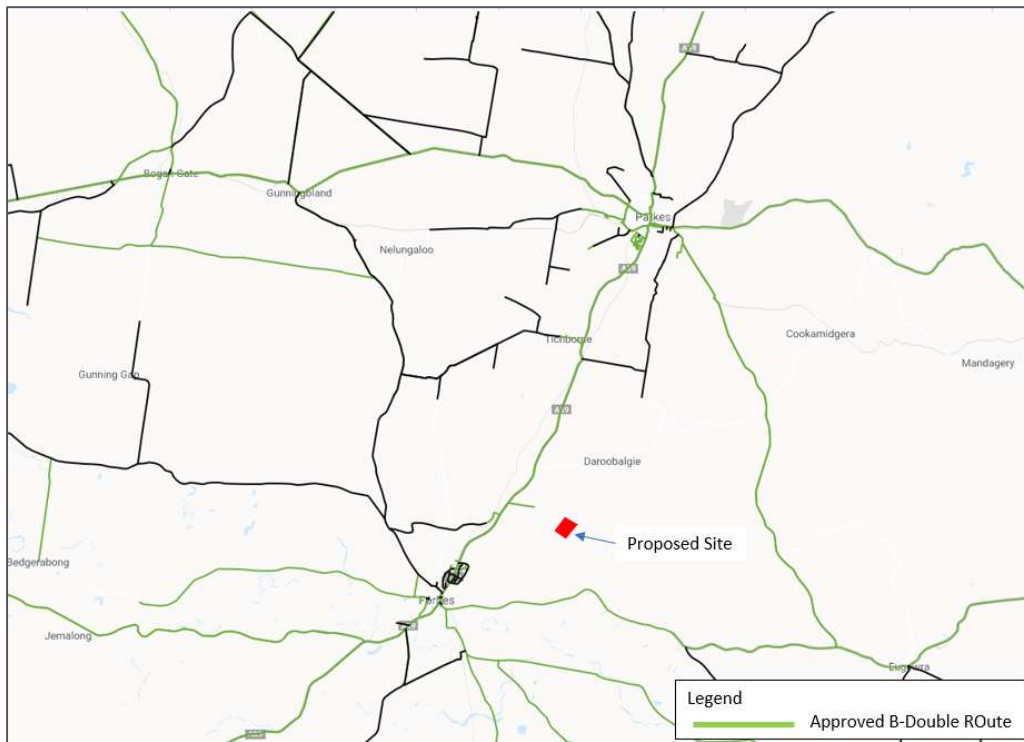 Bogan Gate
Gunningbland
Parkes
Nelungaloo
Cookamidgera
Tichborne
Mandagery
Gunning Gap
Daroobalgie
Proposed Site
Bedgerabong
Forbes
Jemalong
Eugowra
Legend
Approved B-Double ROute